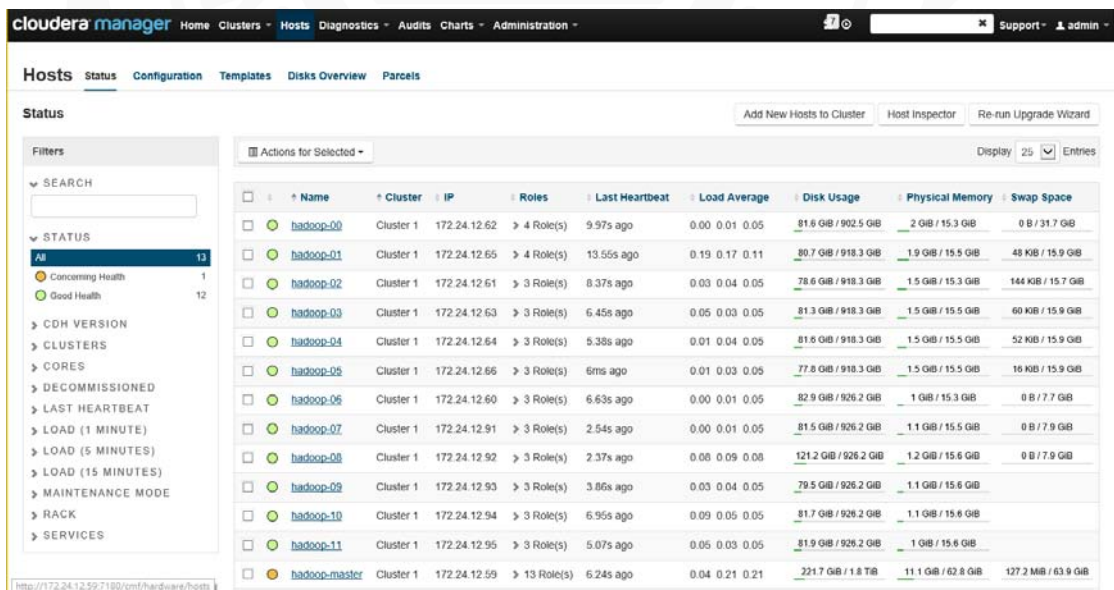 cloudera manager Home Clusters Hosts Diagnostics Audits Charts Administration 7 Support admin
Hosts Status Configuration Templates Disks Overview Parcels
Status
Add New Hosts to Cluster Host Inspector Re-run Upgrade Wizard
Filters
Actions for Selected Display 25 Entries
SEARCH
STATUS
All 13
Concerning Health 1
Good Health 12
CDH VERSION
CLUSTERS
CORES
DECOMMISSIONED
LAST HEARTBEAT
LOAD (1 MINUTE)
LOAD (5 MINUTES)
LOAD (15 MINUTES)
MAINTENANCE MODE
RACK
SERVICES
Name Cluster IP Roles Last Heartbeat Load Average Disk Usage Physical Memory Swap Space
hadoop-00 Cluster 1 172.24.12.62 4 Role(s) 9.97s ago 0.00 0.01 0.05 81.6 GiB / 902.5 GiB 2 GiB / 15.3 GiB 0 B / 31.7 GiB
hadoop-01 Cluster 1 172.24.12.65 4 Role(s) 13.55s ago 0.19 0.17 0.11 80.7 GiB / 918.3 GiB 1.9 GiB / 15.5 GiB 48 KiB / 15.9 GiB
hadoop-02 Cluster 1 172.24.12.61 3 Role(s) 8.37s ago 0.03 0.04 0.05 78.6 GiB / 918.3 GiB 1.5 GiB / 15.3 GiB 144 KiB / 15.7 GiB
hadoop-03 Cluster 1 172.24.12.63 3 Role(s) 6.45s ago 0.05 0.03 0.05 81.3 GiB / 918.3 GiB 1.5 GiB / 15.5 GiB 60 KiB / 15.9 GiB
hadoop-04 Cluster 1 172.24.12.64 3 Role(s) 5.38s ago 0.01 0.04 0.05 81.6 GiB / 918.3 GiB 1.5 GiB / 15.5 GiB 52 KiB / 15.9 GiB
hadoop-05 Cluster 1 172.24.12.66 3 Role(s) 6ms ago 0.01 0.03 0.05 77.8 GiB / 918.3 GiB 1.5 GiB / 15.5 GiB 16 KiB / 15.9 GiB
hadoop-06 Cluster 1 172.24.12.60 3 Role(s) 6.63s ago 0.00 0.01 0.05 82.9 GiB / 926.2 GiB 1 GiB / 15.3 GiB 0 B / 7.7 GiB
hadoop-07 Cluster 1 172.24.12.91 3 Role(s) 2.54s ago 0.00 0.01 0.05 81.5 GiB / 926.2 GiB 1.1 GiB / 15.5 GiB 0 B / 7.9 GiB
hadoop-08 Cluster 1 172.24.12.92 3 Role(s) 2.37s ago 0.08 0.09 0.08 121.2 GiB / 926.2 GiB 1.2 GiB / 15.6 GiB 0 B / 7.9 GiB
hadoop-09 Cluster 1 172.24.12.93 3 Role(s) 3.86s ago 0.03 0.04 0.05 79.5 GiB / 926.2 GiB 1.1 GiB / 15.6 GiB
hadoop-10 Cluster 1 172.24.12.94 3 Role(s) 6.95s ago 0.09 0.05 0.05 81.7 GiB / 926.2 GiB 1.1 GiB / 15.6 GiB
hadoop-11 Cluster 1 172.24.12.95 3 Role(s) 5.07s ago 0.05 0.03 0.05 81.9 GiB / 926.2 GiB 1 GiB / 15.6 GiB
hadoop-master Cluster 1 172.24.12.59 13 Role(s) 6.24s ago 0.04 0.21 0.21 221.7 GiB / 1.8 TiB 11.1 GiB / 62.8 GiB 127.2 MiB / 63.9 GiB
http://172.24.12.59:7180/cmf/hardware/hosts